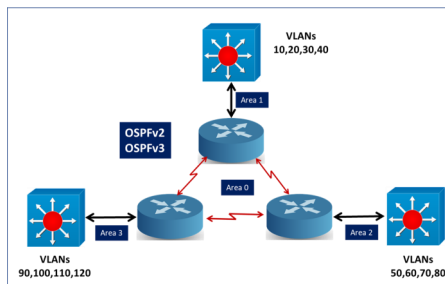 VLANs
10,20,30,40
Area 1
OSPFv2
OSPFv3
Area 0
Area 3
Area 2
VLANs
90,100,110,120
VLANs
50,60,70,80